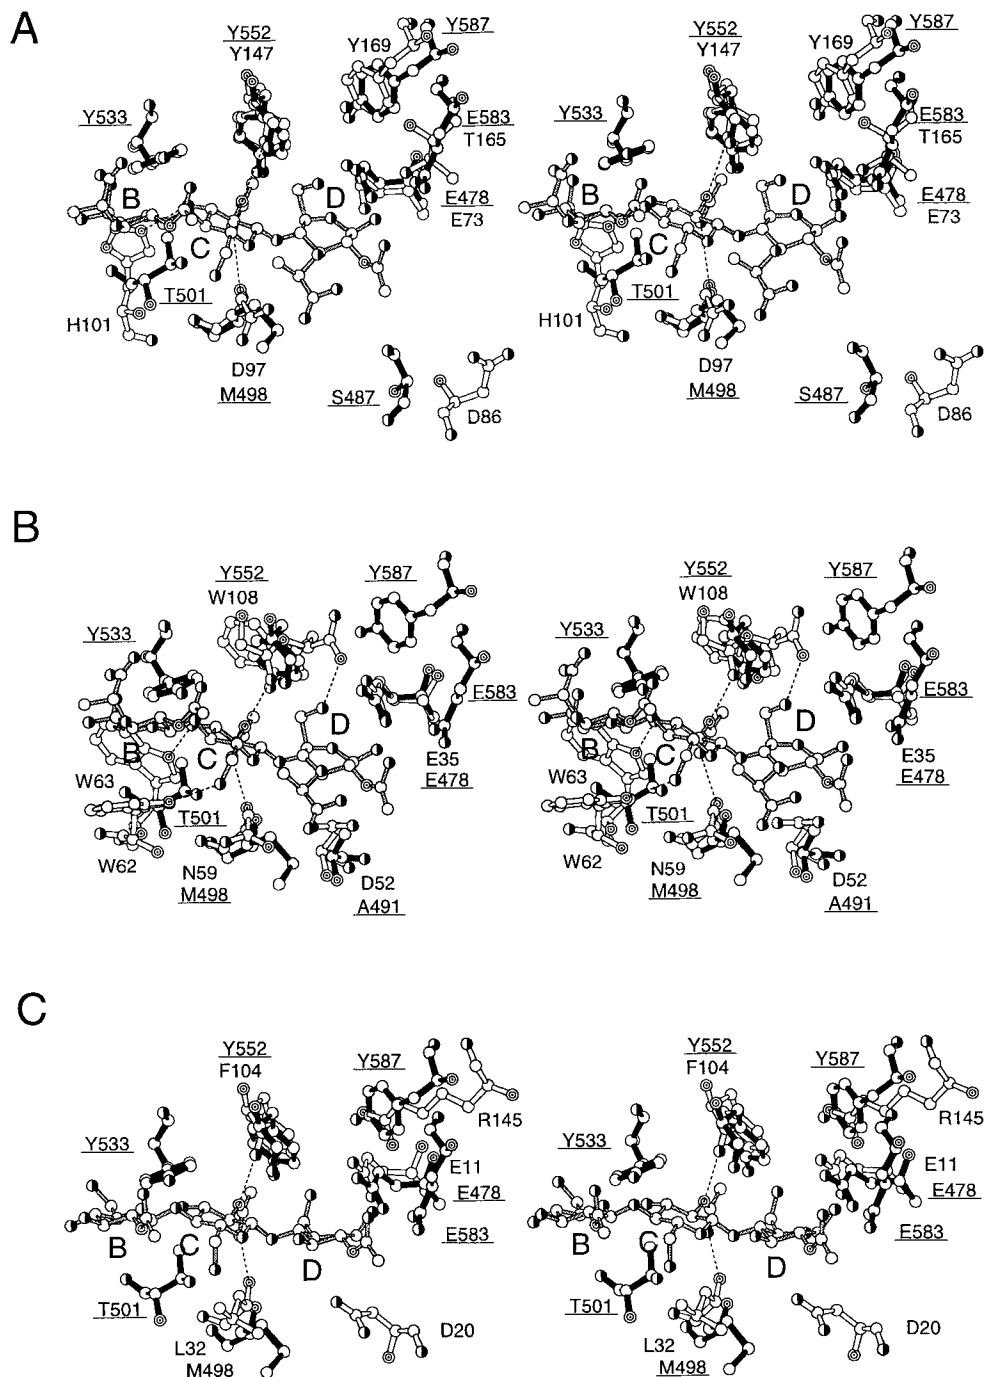 A
Y552
Y147
Y169
Y587
Y533
E583
T165
B
D
E478
E73
C
T501
H101
D97
M498
S487
D86
Y552
Y147
Y169
Y587
Y533
E583
T165
B
D
E478
E73
C
T501
H101
D97
M498
S487
D86
B
Y552
W108
Y587
Y533
E583
D
B
C
E35
E478
W63
T501
W62
N59
M498
D52
A491
Y552
W108
Y587
Y533
E583
D
B
C
E35
E478
W63
T501
W62
N59
M498
D52
A491
C
Y552
F104
Y587
R145
Y533
E11
E478
E583
B
C
D
T501
L32
M498
D20
Y552
F104
Y587
R145
Y533
E11
E478
E583
B
C
D
T501
L32
M498
D20